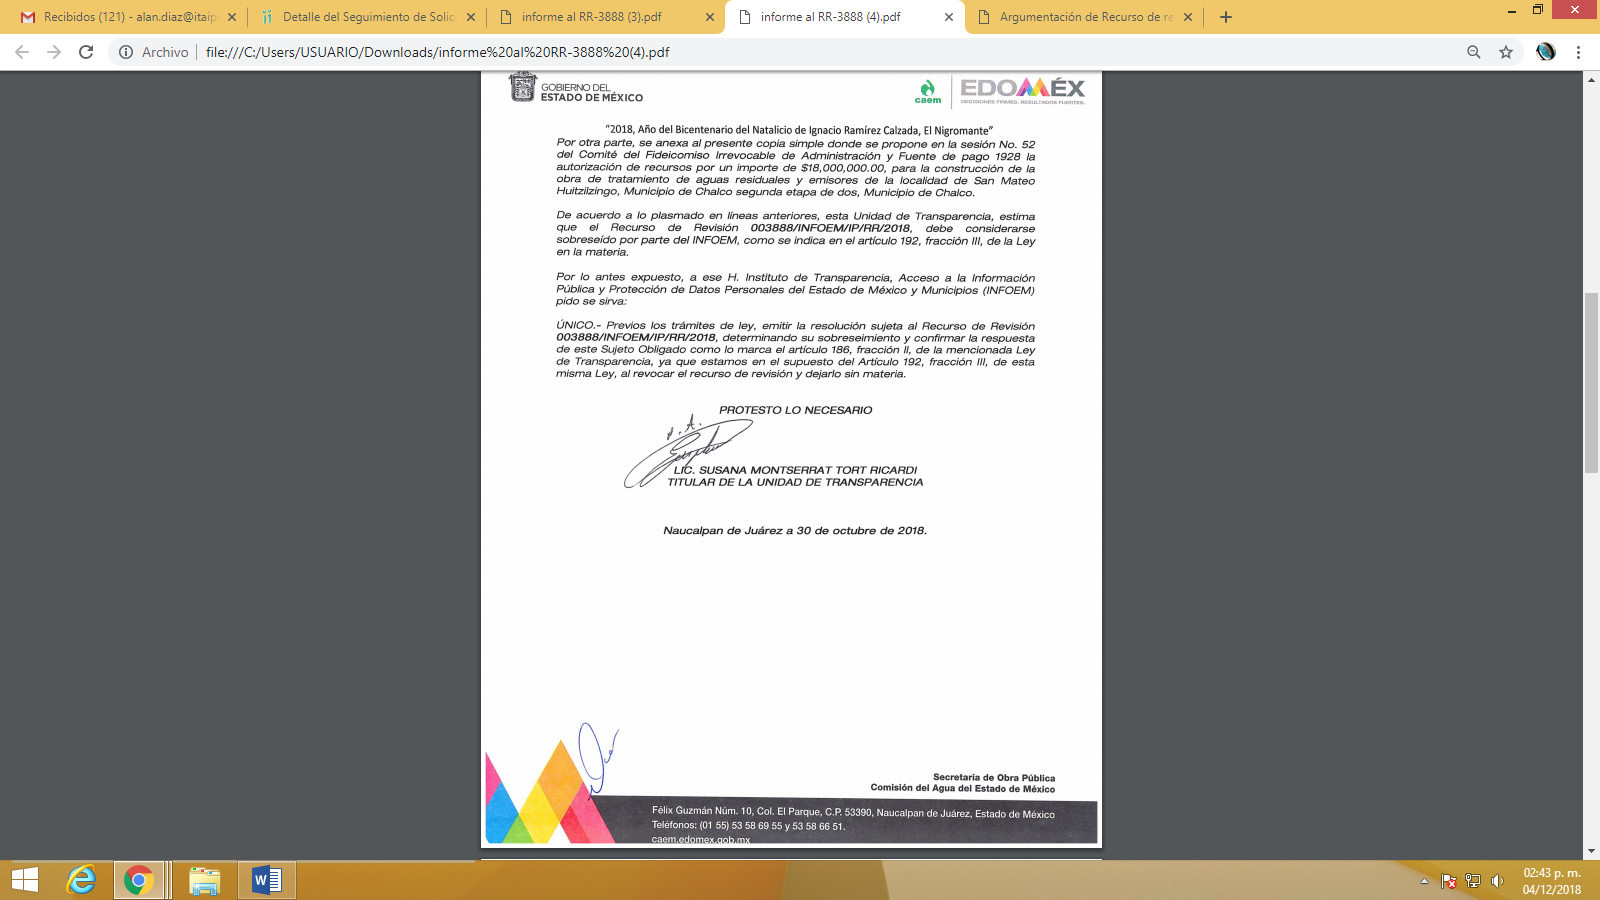 Recibidos (121) - alan.diaz@itaip
Detalle del Seguimiento de Solic
informe al RR-3888 (3).pdf
informe al RR-3888 (4).pdf
Argumentación de Recurso de re
Archivo
file:///C:/Users/USUARIO/Downloads/informe%20al%20RR-3888%20(4).pdf
GOBIERNO DEL
ESTADO DE MÉXICO
caem
EDOMÉX
DECISIONES FIRMES, RESULTADOS FUERTES.
"2018, Año del Bicentenario del Natalicio de Ignacio Ramírez Calzada, El Nigromante"
Por otra parte, se anexa al presente copia simple donde se propone en la sesión No. 52
del Comité del Fideicomiso Irrevocable de Administración y Fuente de pago 1928 la
autorización de recursos por un importe de $18,000,000.00, para la construcción de la
obra de tratamiento de aguas residuales y emisores de la localidad de San Mateo
Huitzilzingo, Municipio de Chalco segunda etapa de dos, Municipio de Chalco.
De acuerdo a lo plasmado en líneas anteriores, esta Unidad de Transparencia, estima
que el Recurso de Revisión 003888/INFOEM/IP/RR/2018, debe considerarse
sobreseído por parte del INFOEM, como se indica en el artículo 192, fracción III, de la Ley
en la materia.
Por lo antes expuesto, a ese H. Instituto de Transparencia, Acceso a la Información
Pública y Protección de Datos Personales del Estado de México y Municipios (INFOEM)
pido se sirva:
ÚNICO.- Previos los trámites de ley, emitir la resolución sujeta al Recurso de Revisión
003888/INFOEM/IP/RR/2018, determinando su sobreseimiento y confirmar la respuesta
de este Sujeto Obligado como lo marca el artículo 186, fracción II, de la mencionada Ley
de Transparencia, ya que estamos en el supuesto del Artículo 192, fracción III, de esta
misma Ley, al revocar el recurso de revisión y dejarlo sin materia.
PROTESTO LO NECESARIO
P.A.
LIC. SUSANA MONTSERRAT TORT RICARDI
TITULAR DE LA UNIDAD DE TRANSPARENCIA
Naucalpan de Juárez a 30 de octubre de 2018.
Secretaría de Obra Pública
Comisión del Agua del Estado de México
Félix Guzmán Núm. 10, Col. El Parque, C.P. 53390, Naucalpan de Juárez, Estado de México
Teléfonos: (01 55) 53 58 69 55 y 53 58 66 51.
caem.edomex.gob.mx
02:43 p. m.
04/12/2018